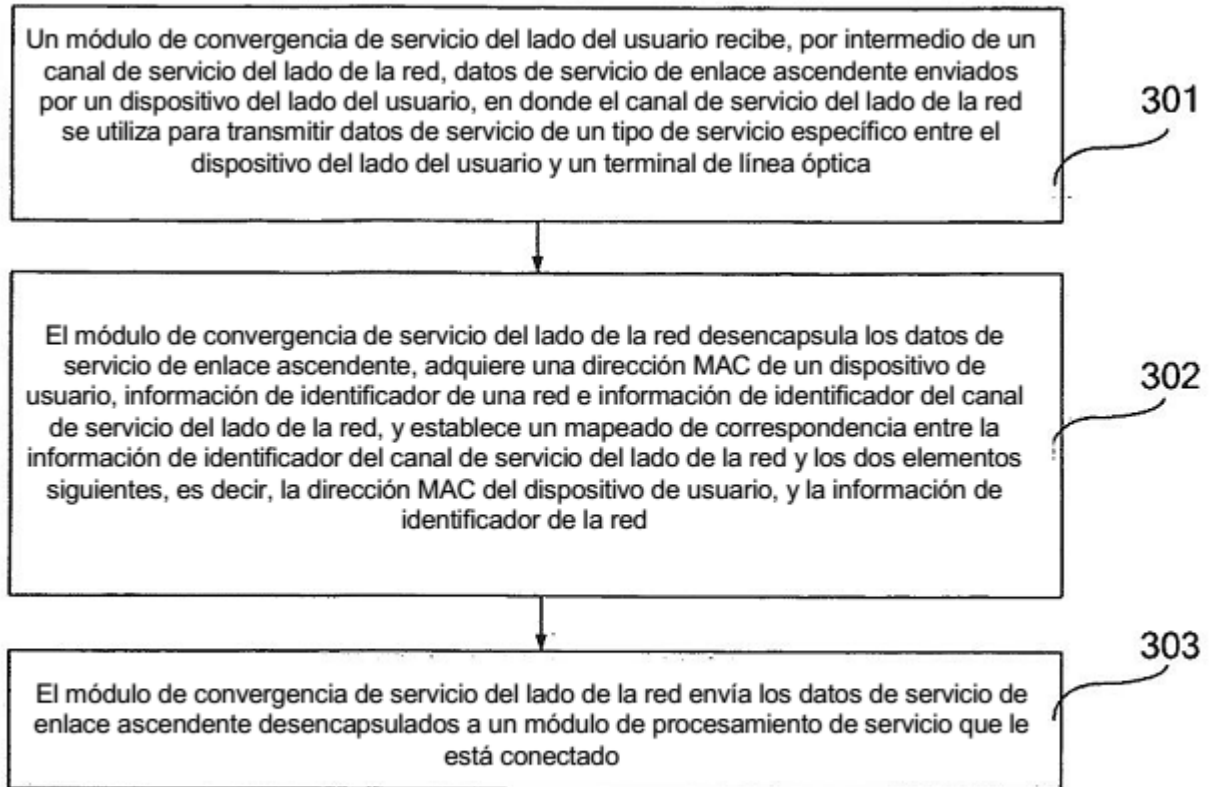 Un módulo de convergencia de servicio del lado del usuario recibe, por intermedio de un
canal de servicio del lado de la red, datos de servicio de enlace ascendente enviados
por un dispositivo del lado del usuario, en donde el canal de servicio del lado de la red
se utiliza para transmitir datos de servicio de un tipo de servicio específico entre el
dispositivo del lado del usuario y un terminal de línea óptica
301
El módulo de convergencia de servicio del lado de la red desencapsula los datos de
servicio de enlace ascendente, adquiere una dirección MAC de un dispositivo de
usuario, información de identificador de una red e información de identificador del canal
de servicio del lado de la red, y establece un mapeado de correspondencia entre la
información de identificador del canal de servicio del lado de la red y los dos elementos
siguientes, es decir, la dirección MAC del dispositivo de usuario, y la información de
identificador de la red
302
El módulo de convergencia de servicio del lado de la red envía los datos de servicio de
enlace ascendente desencapsulados a un módulo de procesamiento de servicio que le
está conectado
303